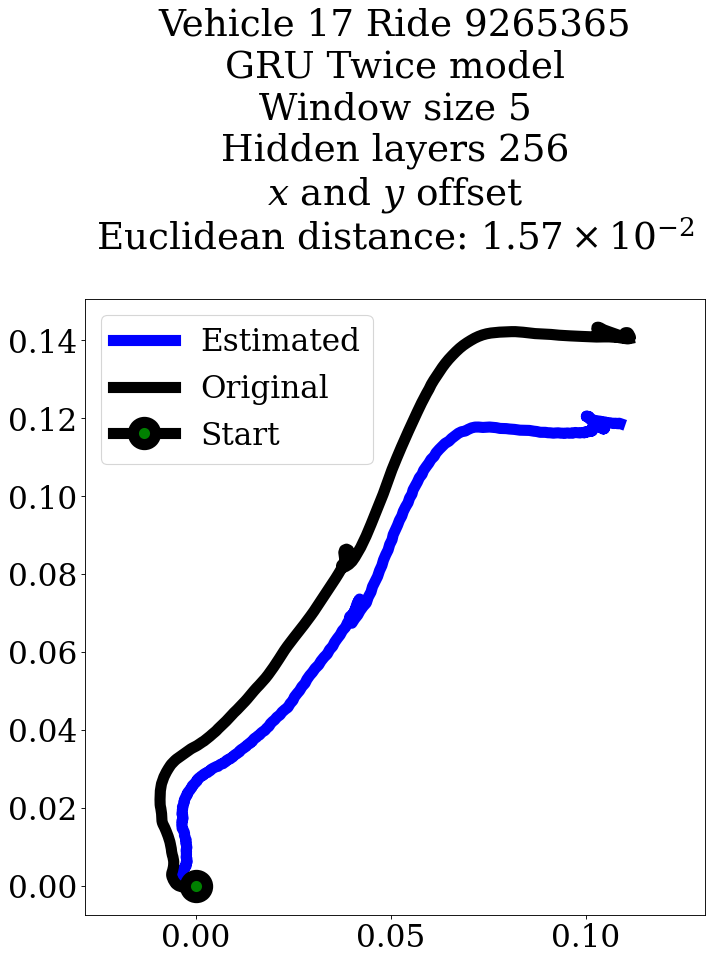 Vehicle 17 Ride 9265365
GRU Twice model
Window size 5
Hidden layers 256
x and y offset
Euclidean distance: 1.57 × 10⁻²
Estimated
Original
Start
0.14
0.12
0.10
0.08
0.06
0.04
0.02
0.00
0.00 0.05 0.10